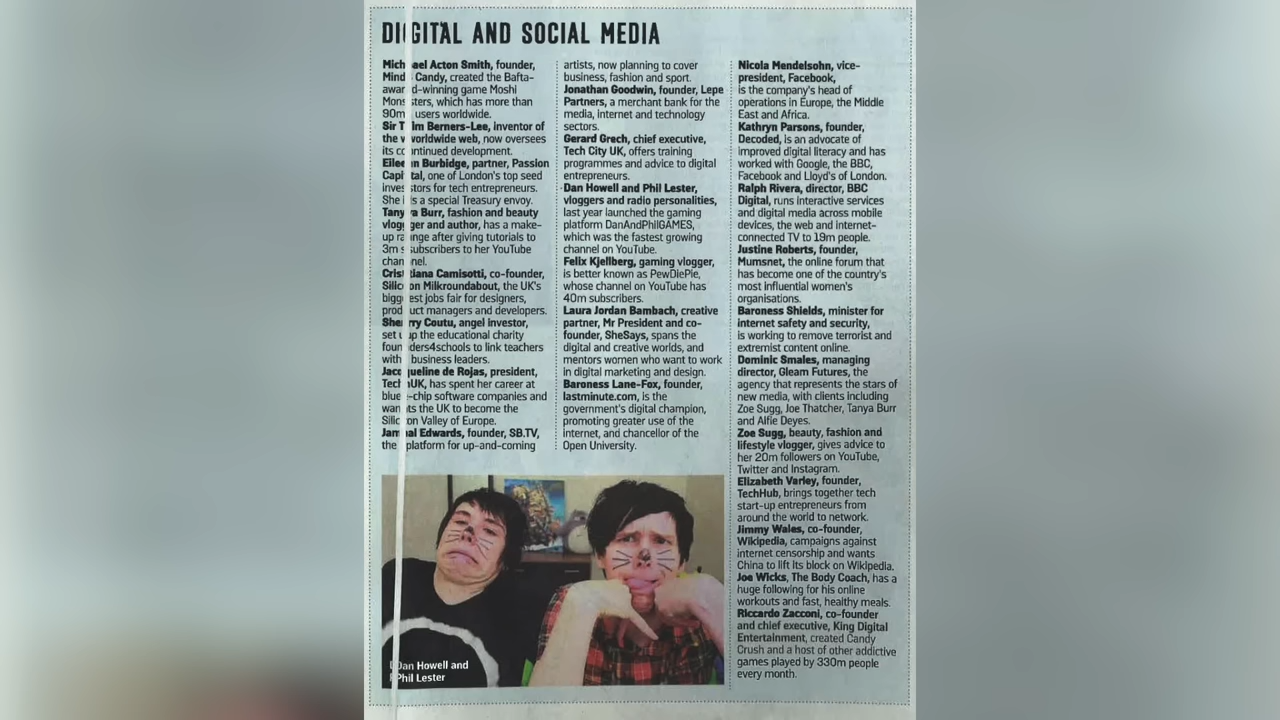 DIGITAL AND SOCIAL MEDIA
Michael Acton Smith, founder,
Mind Candy, created the Bafta-
award-winning game Moshi
Monsters, which has more than
90m users worldwide.
Sir Tim Berners-Lee, inventor of
the worldwide web, now oversees
its continued development.
Eileen Burbidge, partner, Passion
Capital, one of London's top seed
investors for tech entrepreneurs.
She is a special Treasury envoy.
Tanya Burr, fashion and beauty
vlogger and author, has a make-
up range after giving tutorials to
3m subscribers to her YouTube
channel.
Cristiana Camisotti, co-founder,
Silicon Milkroundabout, the UK's
biggest jobs fair for designers,
product managers and developers.
Sherry Coutu, angel investor,
set up the educational charity
founders4schools to link teachers
with business leaders.
Jacqueline de Rojas, president,
TechUK, has spent her career at
blue-chip software companies and
wants the UK to become the
Silicon Valley of Europe.
Jamal Edwards, founder, SB.TV,
the platform for up-and-coming
artists, now planning to cover
business, fashion and sport.
Jonathan Goodwin, founder, Lepe
Partners, a merchant bank for the
media, internet and technology
sectors.
Gerard Grech, chief executive,
Tech City UK, offers training
programmes and advice to digital
entrepreneurs.
Dan Howell and Phil Lester,
vloggers and radio personalities,
last year launched the gaming
platform DanAndPhilGAMES,
which was the fastest growing
channel on YouTube.
Felix Kjellberg, gaming vlogger,
is better known as PewDiePie,
whose channel on YouTube has
40m subscribers.
Laura Jordan Bambach, creative
partner, Mr President and co-
founder, SheSays, spans the
digital and creative worlds, and
mentors women who want to work
in digital marketing and design.
Baroness Lane-Fox, founder,
lastminute.com, is the
government's digital champion,
promoting greater use of the
internet, and chancellor of the
Open University.
Nicola Mendelsohn, vice-
president, Facebook,
is the company's head of
operations in Europe, the Middle
East and Africa.
Kathryn Parsons, founder,
Decoded, is an advocate of
improved digital literacy and has
worked with Google, the BBC,
Facebook and Lloyd's of London.
Ralph Rivera, director, BBC
Digital, runs interactive services
and digital media across mobile
devices, the web and internet-
connected TV to 19m people.
Justine Roberts, founder,
Mumsnet, the online forum that
has become one of the country's
most influential women's
organisations.
Baroness Shields, minister for
internet safety and security,
is working to remove terrorist and
extremist content online.
Dominic Smales, managing
director, Gleam Futures, the
agency that represents the stars of
new media, with clients including
Zoe Sugg, Joe Thatcher, Tanya Burr
and Alfie Deyes.
Zoe Sugg, beauty, fashion and
lifestyle vlogger, gives advice to
her 20m followers on YouTube,
Twitter and Instagram.
Elizabeth Varley, founder,
TechHub, brings together tech
start-up entrepreneurs from
around the world to network.
Jimmy Wales, co-founder,
Wikipedia, campaigns against
internet censorship and wants
China to lift its block on Wikipedia.
Joe Wicks, The Body Coach, has a
huge following for his online
workouts and fast, healthy meals.
Riccardo Zacconi, co-founder
and chief executive, King Digital
Entertainment, created Candy
Crush and a host of other addictive
games played by 330m people
every month.
Dan Howell and
Phil Lester